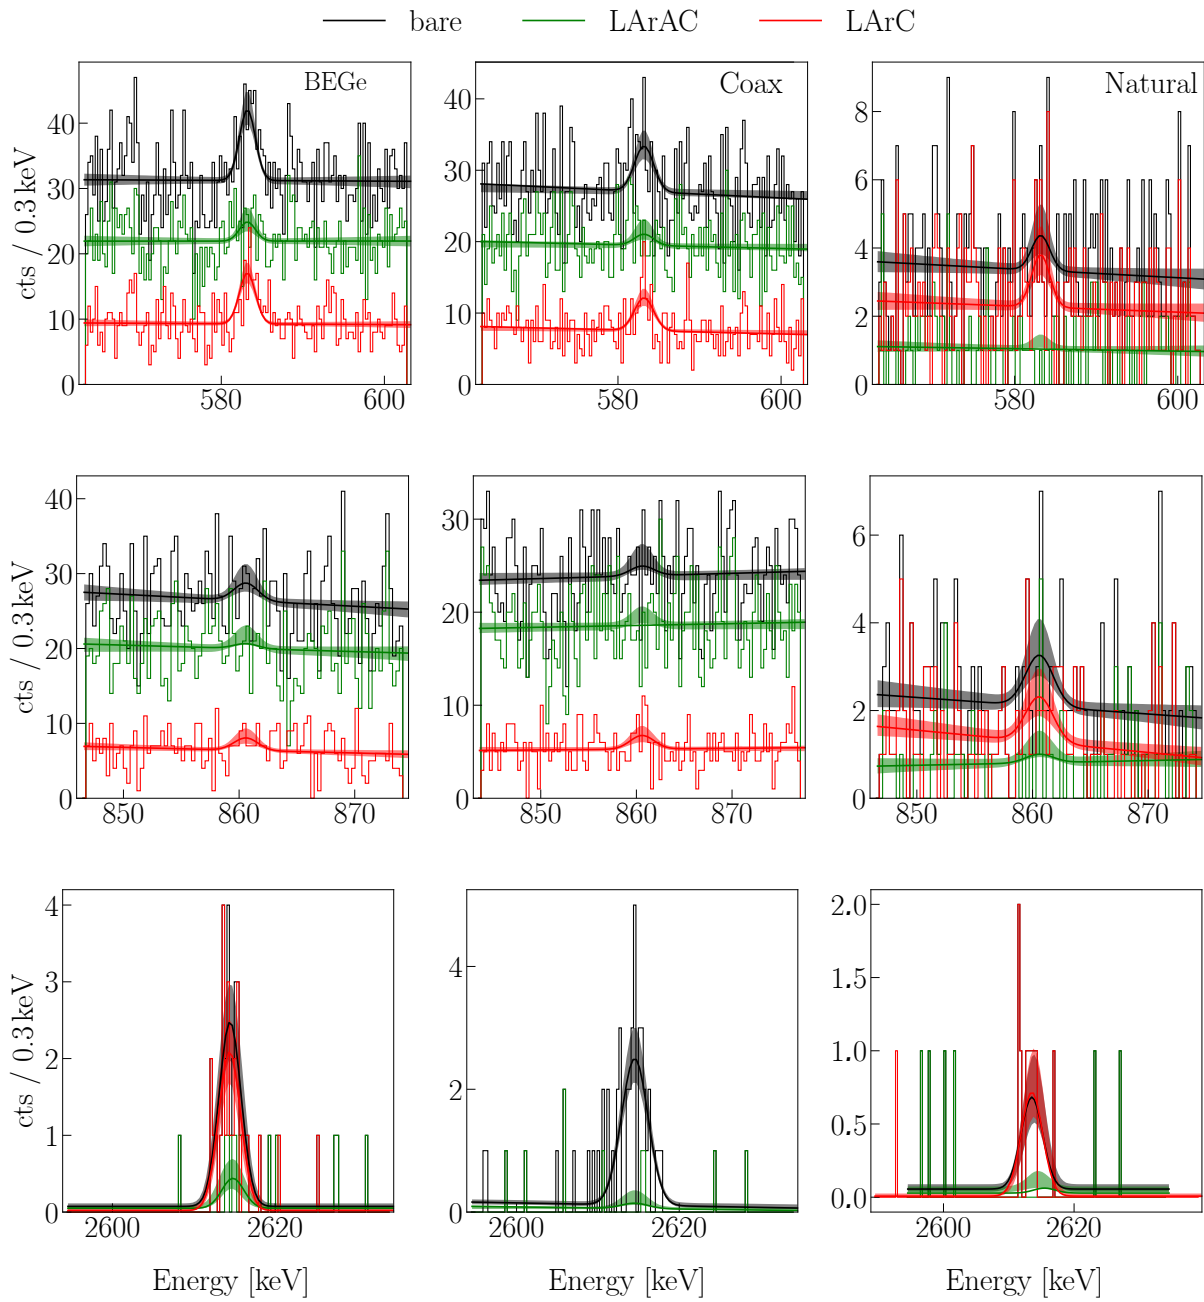 bare LArAC LArC
BEGe Coax Natural
cts / 0.3 keV
40 30 20 10 0
580 600
40 30 20 10 0
580 600
8 6 4 2 0
580 600
cts / 0.3 keV
40 30 20 10 0
850 860 870
30 20 10 0
850 860 870
6 4 2 0
850 860 870
cts / 0.3 keV
4 3 2 1 0
2600 2620
4 2 0
2600 2620
2.0 1.5 1.0 0.5 0.0
2600 2620
Energy [keV] Energy [keV] Energy [keV]